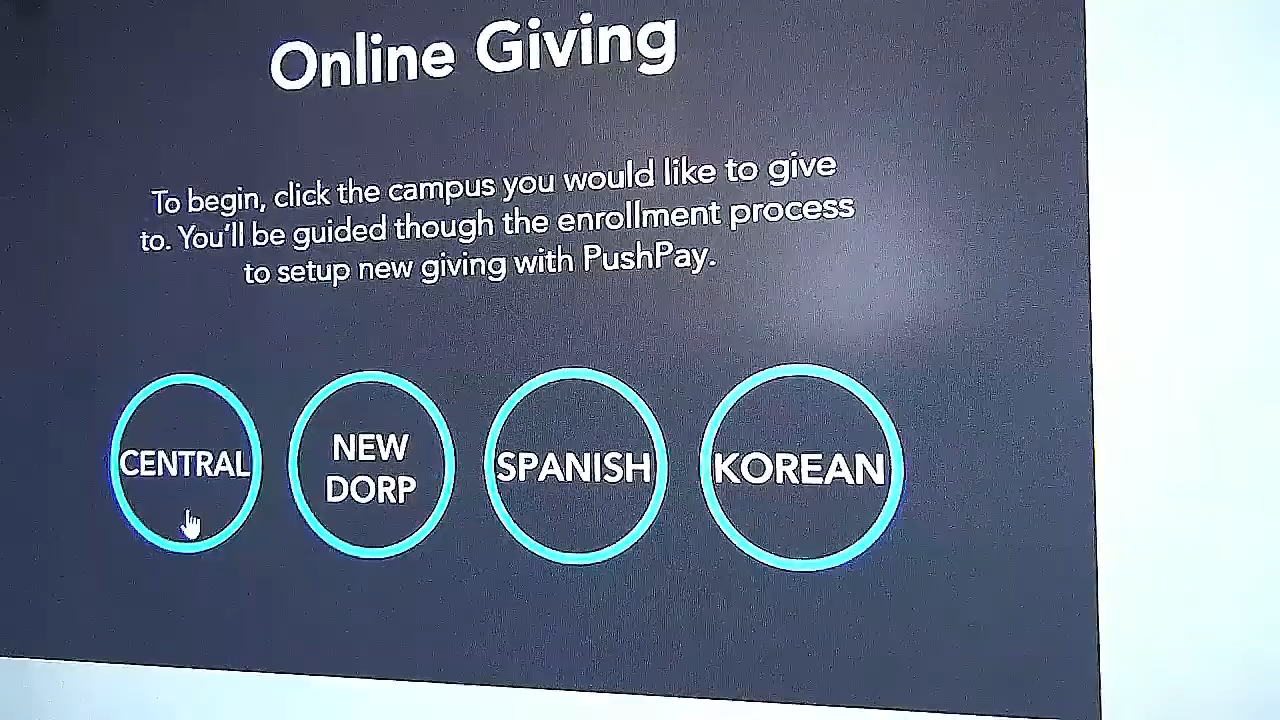 Online Giving
To begin, click the campus you would like to give
to. You'll be guided though the enrollment process
to setup new giving with PushPay.
CENTRAL
NEW
DORP
SPANISH
KOREAN